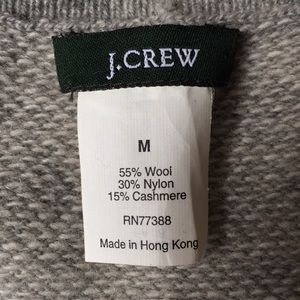 J.CREW
M
55% Wool
30% Nylon
15% Cashmere
RN77388
Made in Hong Kong